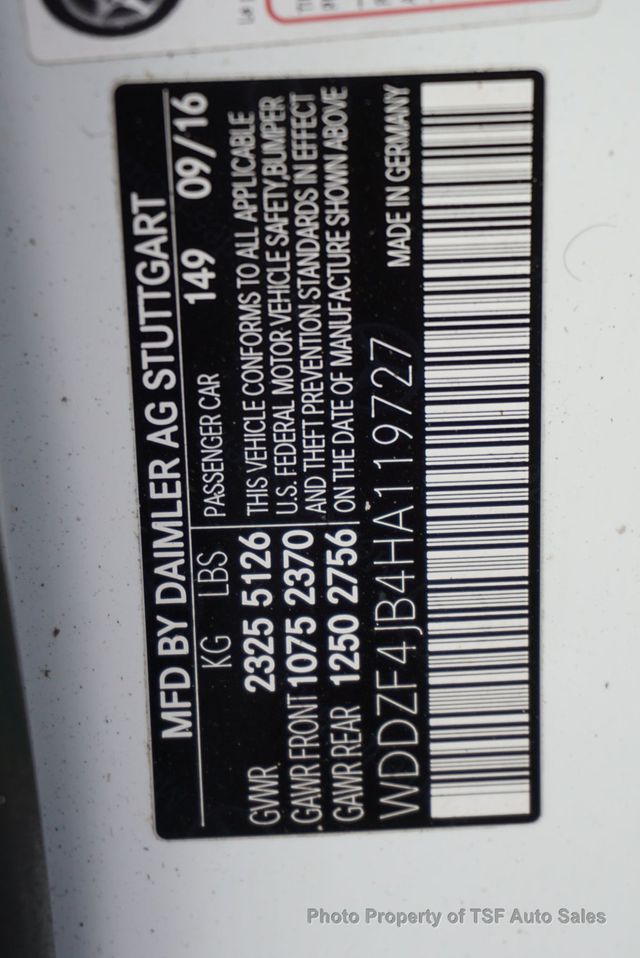 MFD BY DAIMLER AG STUTTGART
KG LBS PASSENGER CAR 149 09/16
GVWR 2325 5126 THIS VEHICLE CONFORMS TO ALL APPLICABLE
U.S. FEDERAL MOTOR VEHICLE SAFETY,BUMPER
GAWR FRONT 1075 2370 AND THEFT PREVENTION STANDARDS IN EFFECT
GAWR REAR 1250 2756 ON THE DATE OF MANUFACTURE SHOWN ABOVE
WDDZF4JB4HA119727 MADE IN GERMANY
Photo Property of TSF Auto Sales